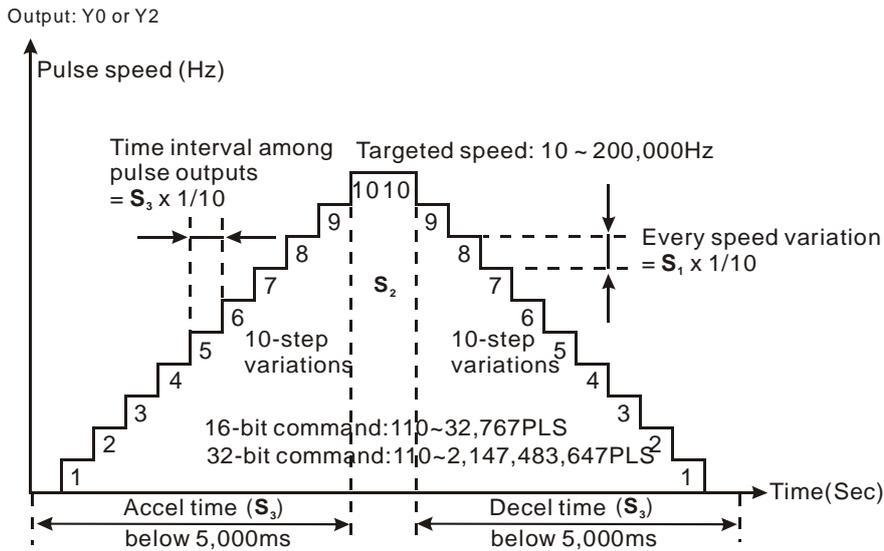 Output: Y0 or Y2
Pulse speed (Hz)
Time interval among
pulse outputs
= S₃ x 1/10
Targeted speed: 10 ~ 200,000Hz
10 10
9
9
8
8
Every speed variation
= S₁ x 1/10
7
S₂
7
6
6
5
10-step
variations
10-step
variations
5
4
4
3
3
16-bit command:110~32,767PLS
2
2
32-bit command:110~2,147,483,647PLS
1
1
Time(Sec)
Accel time (S₃)
Decel time (S₃)
below 5,000ms
below 5,000ms